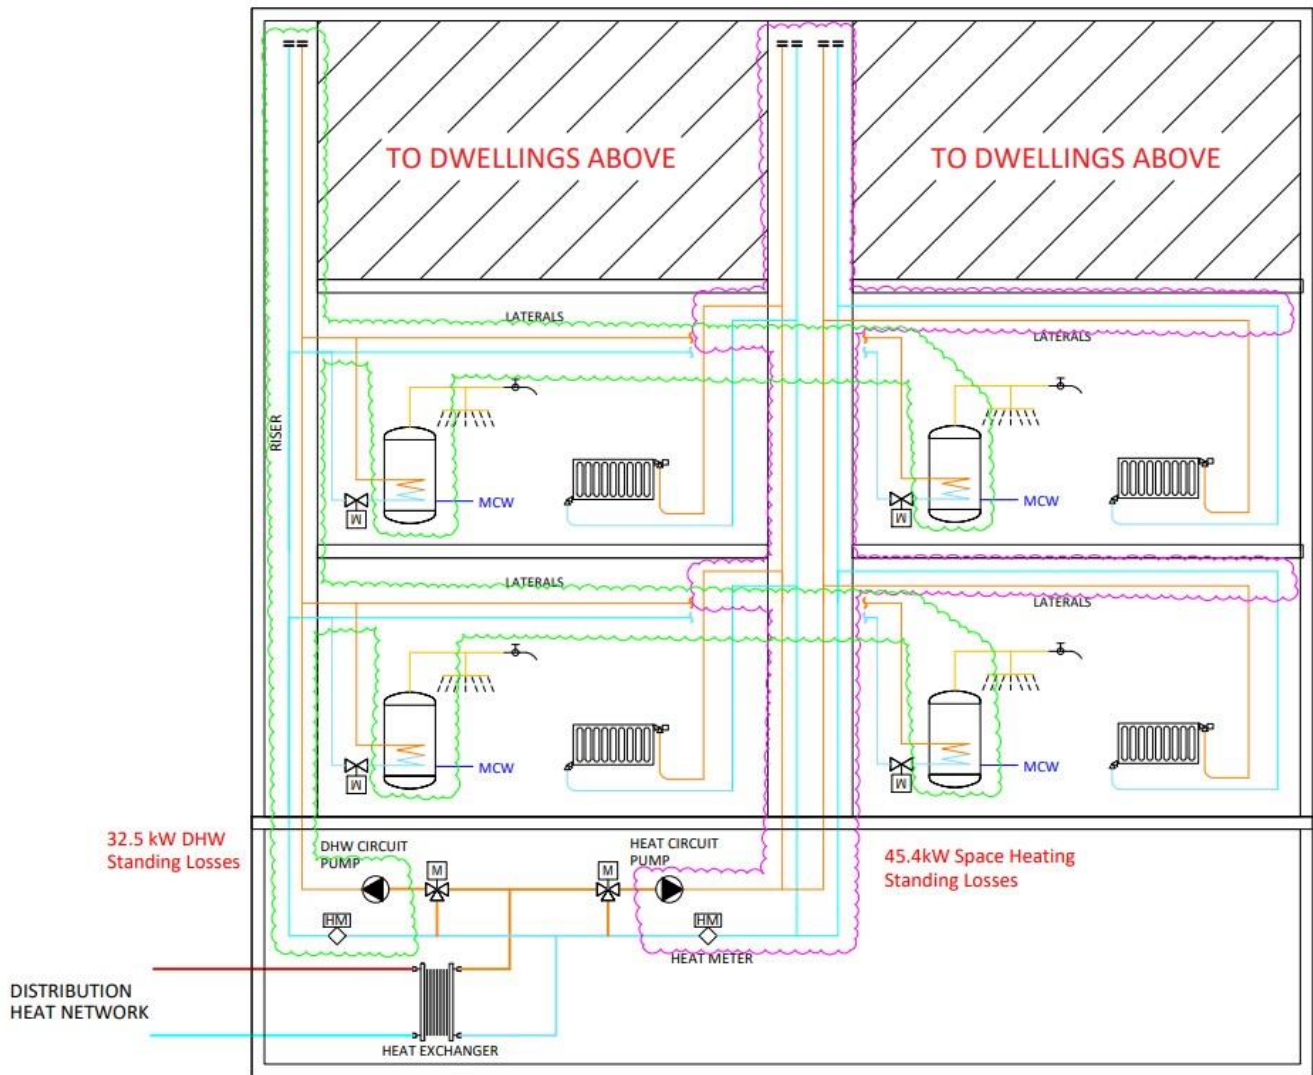 TO DWELLINGS ABOVE
TO DWELLINGS ABOVE
LATERALS
LATERALS
RISER
MCW
M
MCW
M
LATERALS
LATERALS
MCW
M
MCW
M
32.5 kW DHW
Standing Losses
DHW CIRCUIT
PUMP
M
HEAT CIRCUIT
PUMP
M
45.4kW Space Heating
Standing Losses
HM
HM
HEAT METER
DISTRIBUTION
HEAT NETWORK
HEAT EXCHANGER